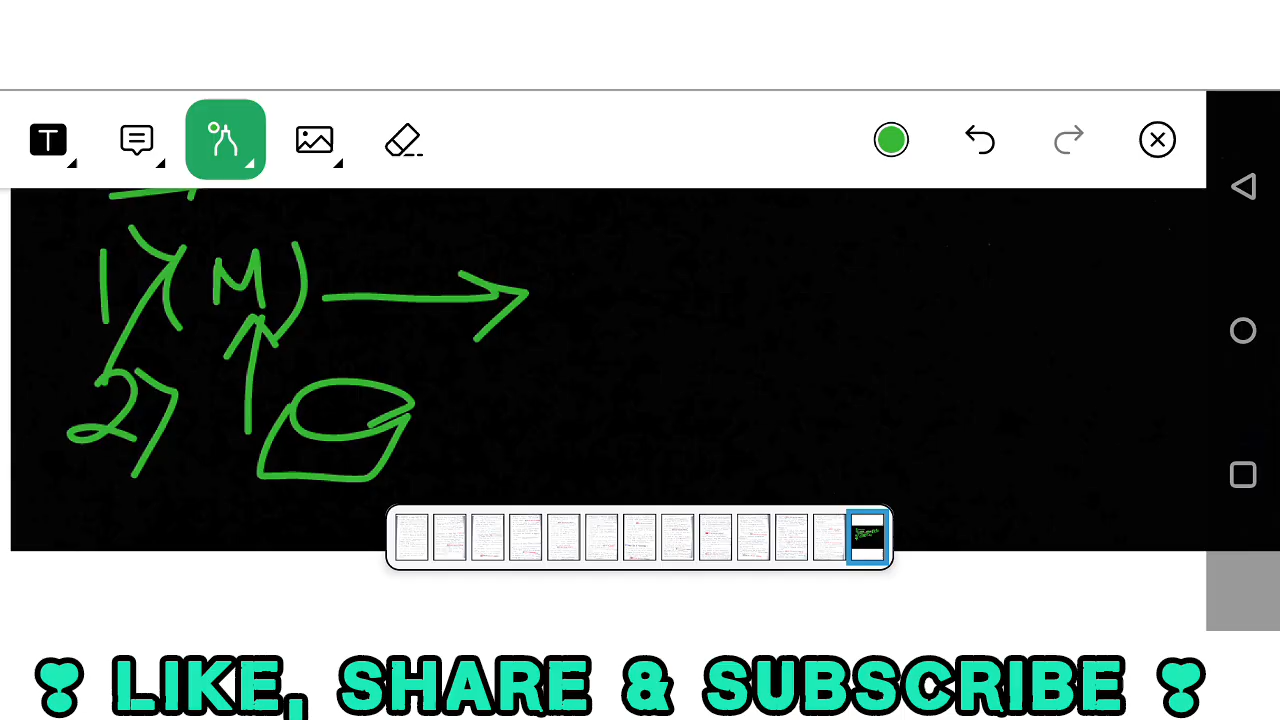 T
1) (M) →
2)
❣ LIKE, SHARE & SUBSCRIBE ❣